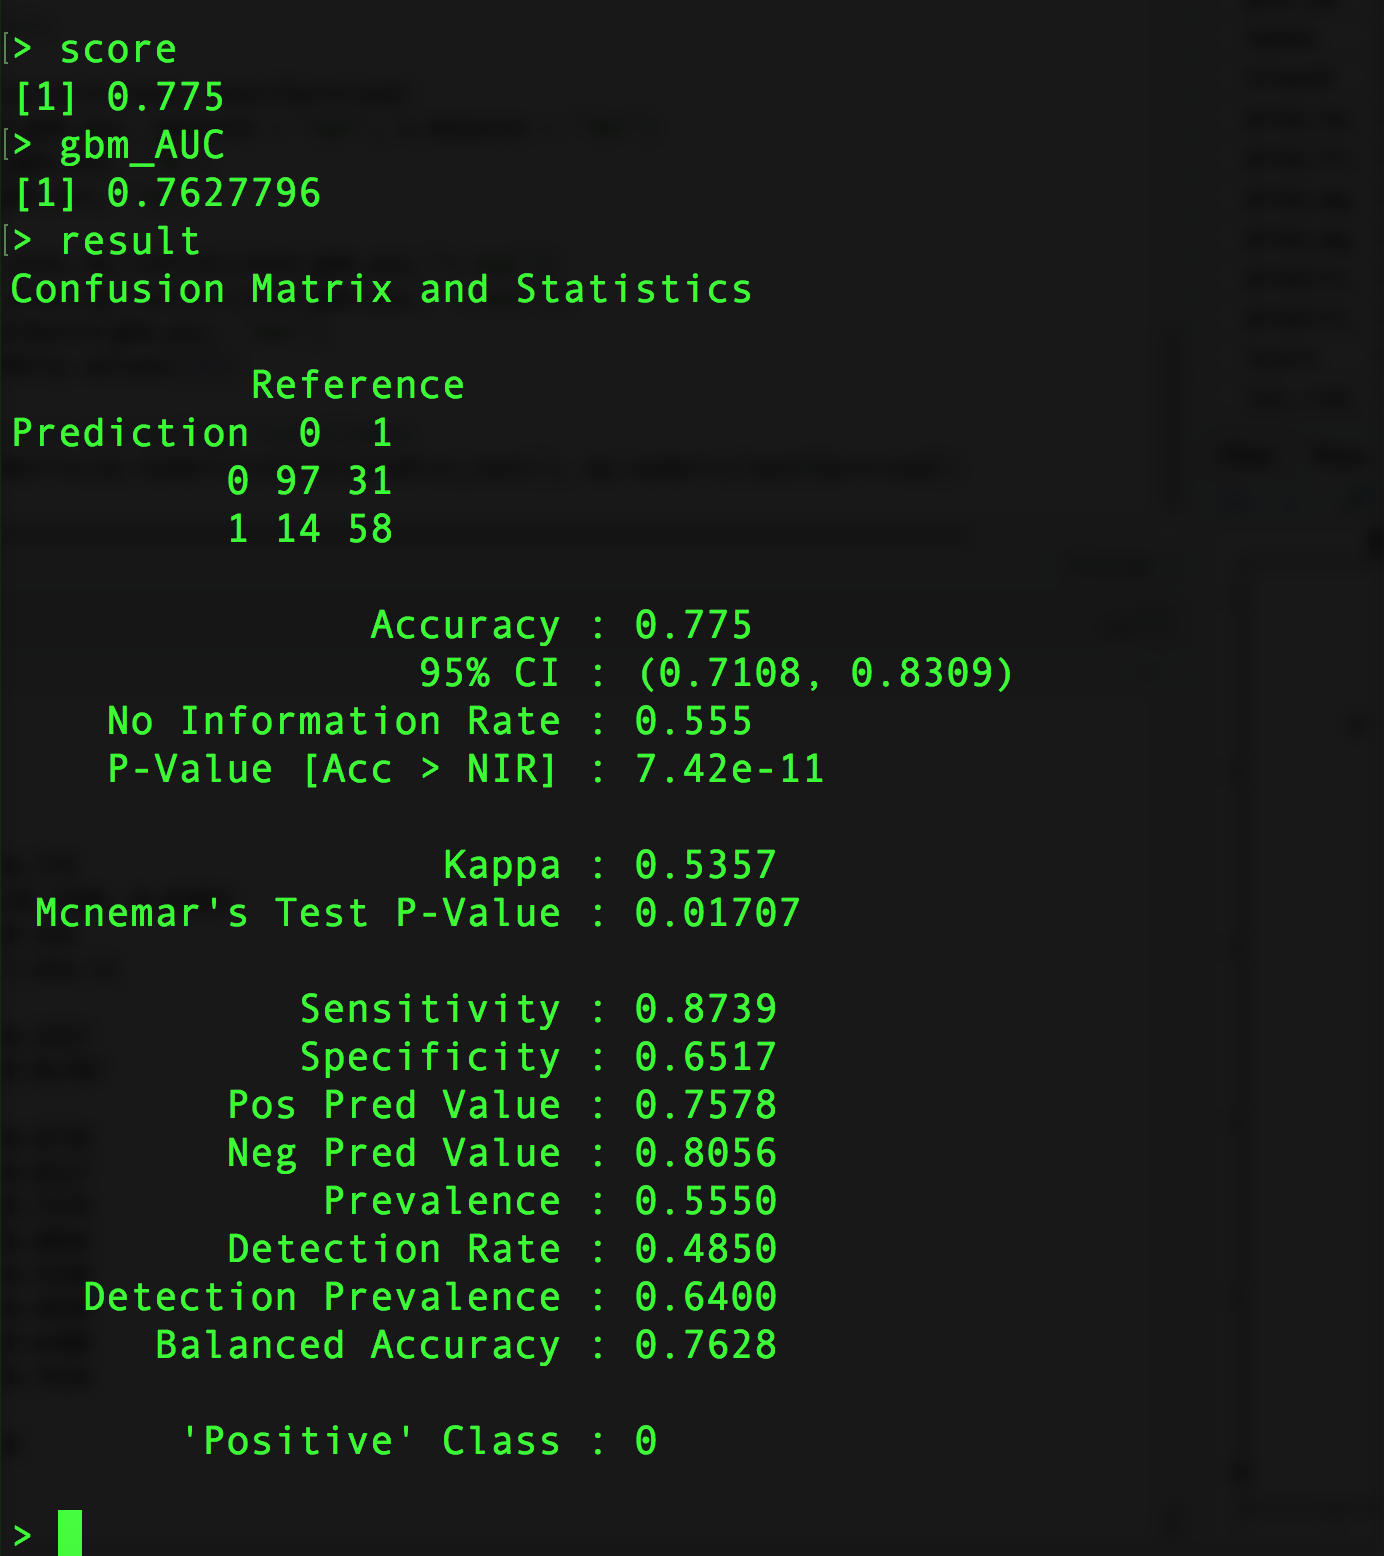 > score
[1] 0.775
> gbm_AUC
[1] 0.7627796
> result
Confusion Matrix and Statistics
Reference
Prediction 0 1
0 97 31
1 14 58
Accuracy : 0.775
95% CI : (0.7108, 0.8309)
No Information Rate : 0.555
P-Value [Acc > NIR] : 7.42e-11
Kappa : 0.5357
Mcnemar's Test P-Value : 0.01707
Sensitivity : 0.8739
Specificity : 0.6517
Pos Pred Value : 0.7578
Neg Pred Value : 0.8056
Prevalence : 0.5550
Detection Rate : 0.4850
Detection Prevalence : 0.6400
Balanced Accuracy : 0.7628
'Positive' Class : 0
>